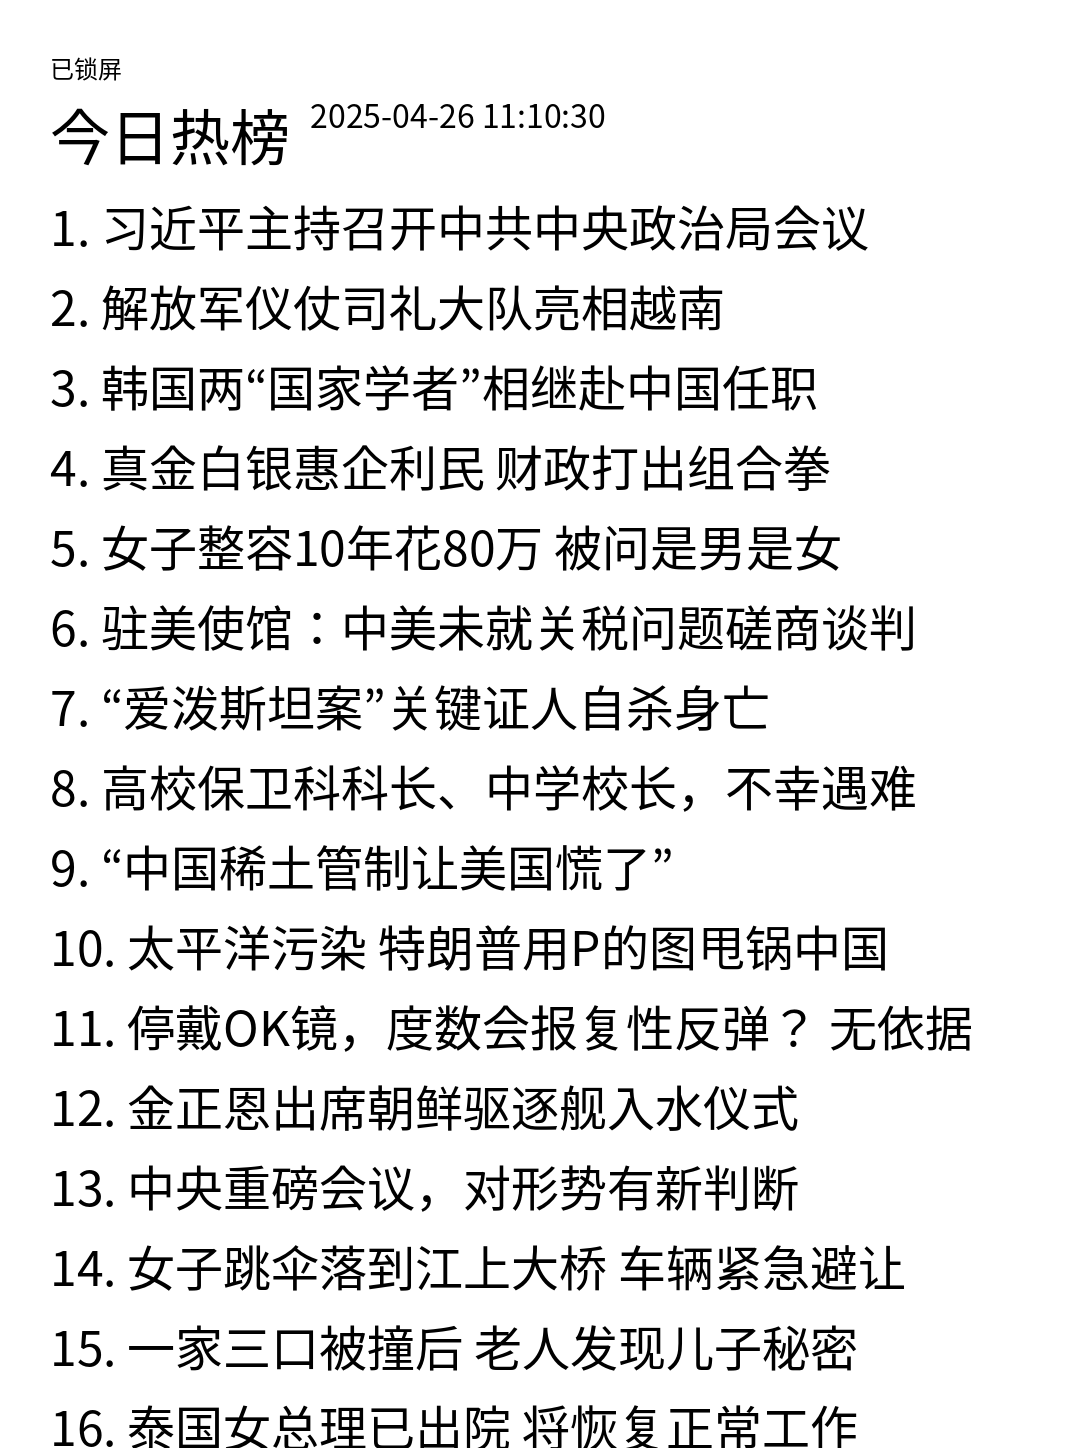 已锁屏
今日热榜 2025-04-26 11:10:30
1. 习近平主持召开中共中央政治局会议
2. 解放军仪仗司礼大队亮相越南
3. 韩国两“国家学者”相继赴中国任职
4. 真金白银惠企利民 财政打出组合拳
5. 女子整容10年花80万 被问是男是女
6. 驻美使馆：中美未就关税问题磋商谈判
7. “爱泼斯坦案”关键证人自杀身亡
8. 高校保卫科科长、中学校长，不幸遇难
9. “中国稀土管制让美国慌了”
10. 太平洋污染 特朗普用P的图甩锅中国
11. 停戴OK镜，度数会报复性反弹？ 无依据
12. 金正恩出席朝鲜驱逐舰入水仪式
13. 中央重磅会议，对形势有新判断
14. 女子跳伞落到江上大桥 车辆紧急避让
15. 一家三口被撞后 老人发现儿子秘密
16. 泰国女总理已出院 将恢复正常工作